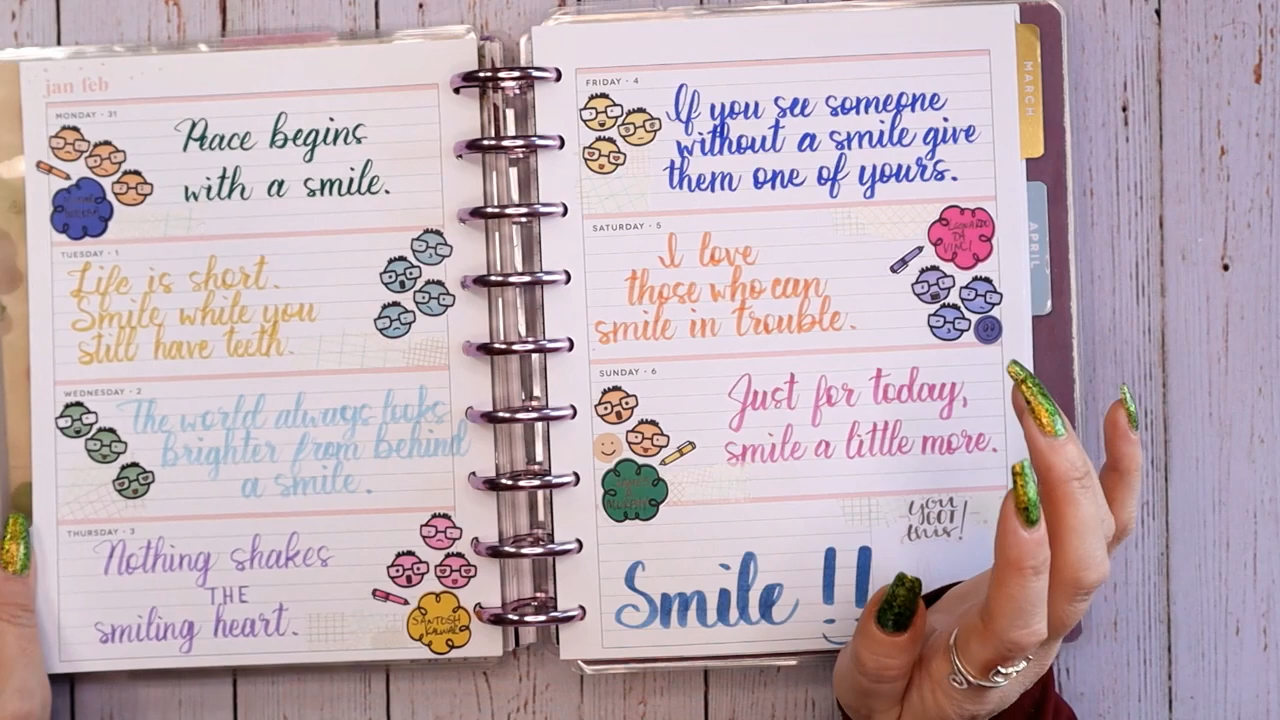 jan feb
MONDAY · 31
Peace begins
with a smile.
TUESDAY · 1
Life is short.
Smile while you
still have teeth.
WEDNESDAY · 2
The world always looks
brighter from behind
a smile.
THURSDAY · 3
Nothing shakes
THE
smiling heart.
SANTOSH
KALWAR
FRIDAY · 4
If you see someone
without a smile give
them one of yours.
SATURDAY · 5
LEONARDO
DA
VINCI
I love
those who can
smile in trouble.
SUNDAY · 6
Just for today,
smile a little more.
JAMES
MURPHY
you
GOT
this!
Smile !!
MARCH
APRIL